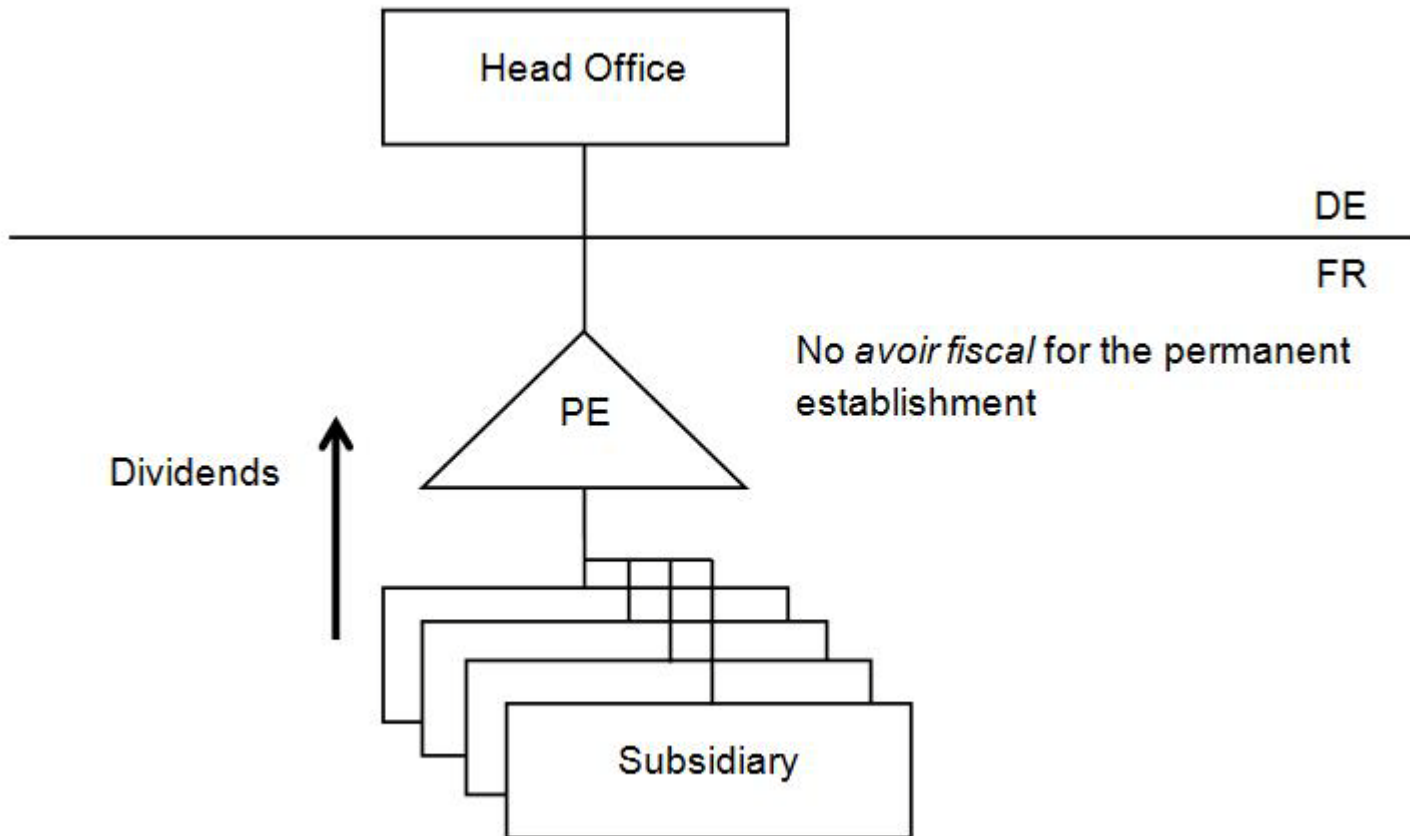 Head Office
DE
FR
No avoir fiscal for the permanent
establishment
PE
Dividends
Subsidiary